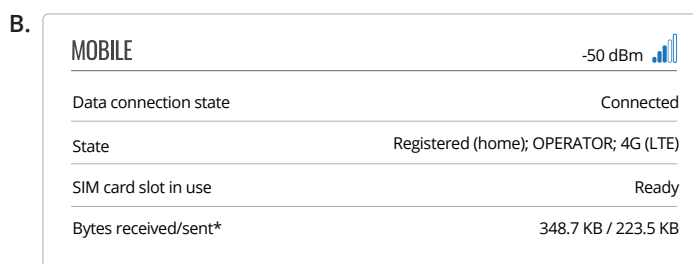 B.
MOBILE -50 dBm
Data connection state Connected
State Registered (home); OPERATOR; 4G (LTE)
SIM card slot in use Ready
Bytes received/sent* 348.7 KB / 223.5 KB